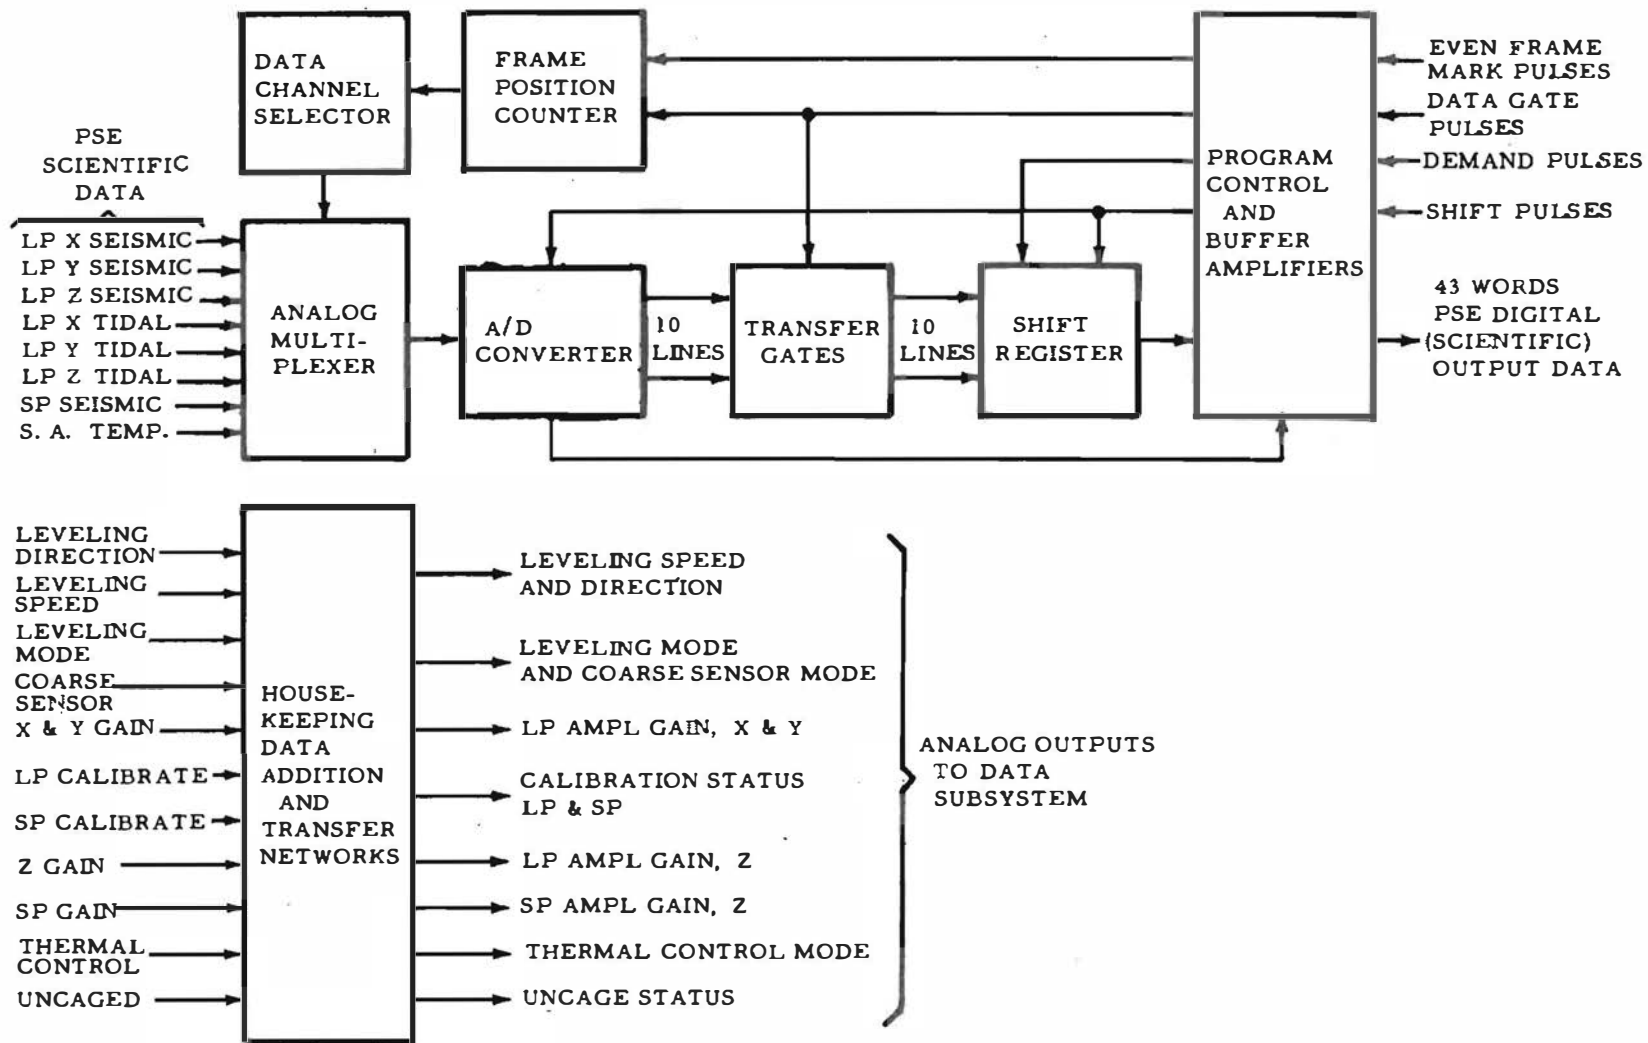 DATA
CHANNEL
SELECTOR
FRAME
POSITION
COUNTER
EVEN FRAME
MARK PULSES
DATA GATE
PULSES
DEMAND PULSES
SHIFT PULSES
PROGRAM
CONTROL
AND
BUFFER
AMPLIFIERS
PSE
SCIENTIFIC
DATA
LP X SEISMIC
LP Y SEISMIC
LP Z SEISMIC
LP X TIDAL
LP Y TIDAL
LP Z TIDAL
SP SEISMIC
S. A. TEMP.
ANALOG
MULTI-
PLEXER
A/D
CONVERTER
10
LINES
TRANSFER
GATES
10
LINES
SHIFT
REGISTER
43 WORDS
PSE DIGITAL
(SCIENTIFIC)
OUTPUT DATA
LEVELING
DIRECTION
LEVELING
SPEED
LEVELING
MODE
COARSE
SENSOR
X & Y GAIN
LP CALIBRATE
SP CALIBRATE
Z GAIN
SP GAIN
THERMAL
CONTROL
UNCAGED
HOUSE-
KEEPING
DATA
ADDITION
AND
TRANSFER
NETWORKS
LEVELING SPEED
AND DIRECTION
LEVELING MODE
AND COARSE SENSOR MODE
LP AMPL GAIN, X & Y
CALIBRATION STATUS
LP & SP
LP AMPL GAIN, Z
SP AMPL GAIN, Z
THERMAL CONTROL MODE
UNCAGE STATUS
ANALOG OUTPUTS
TO DATA
SUBSYSTEM